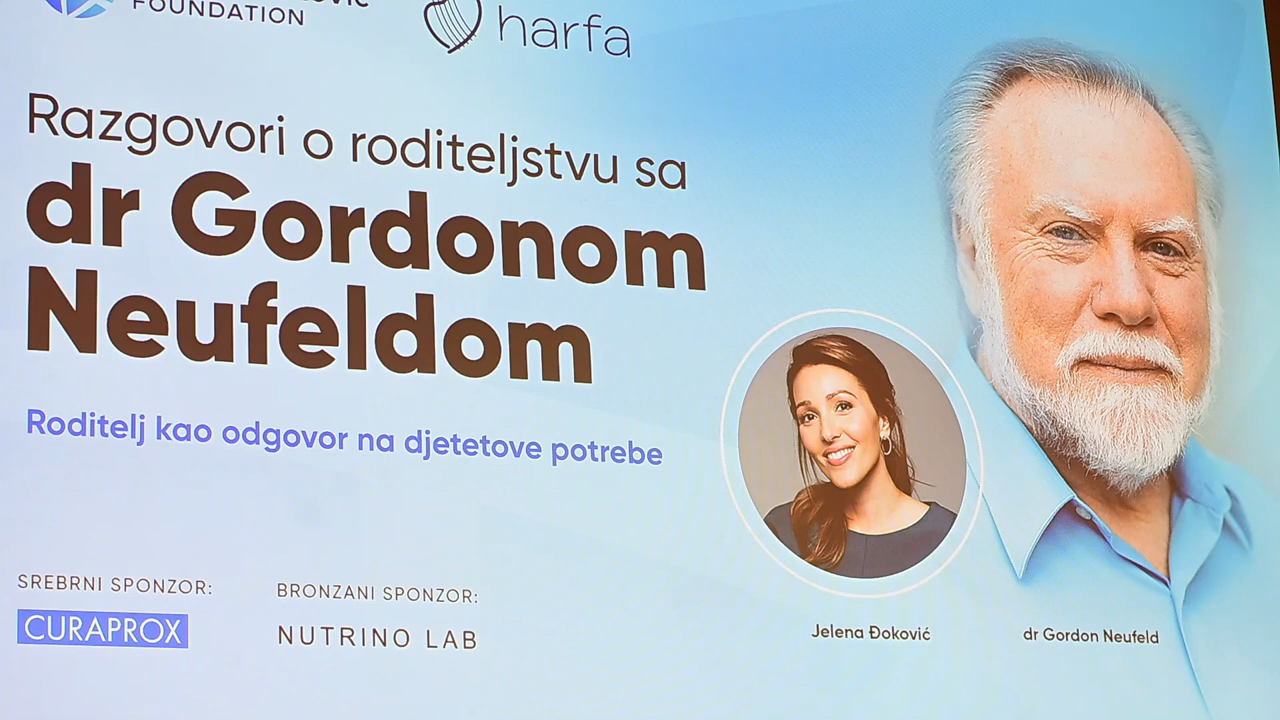 FOUNDATION
harfa
Razgovori o roditeljstvu sa
dr Gordonom
Neufeldom
Roditelj kao odgovor na djetetove potrebe
SREBRNI SPONZOR:
CURAPROX
BRONZANI SPONZOR:
NUTRINO LAB
Jelena Đoković
dr Gordon Neufeld